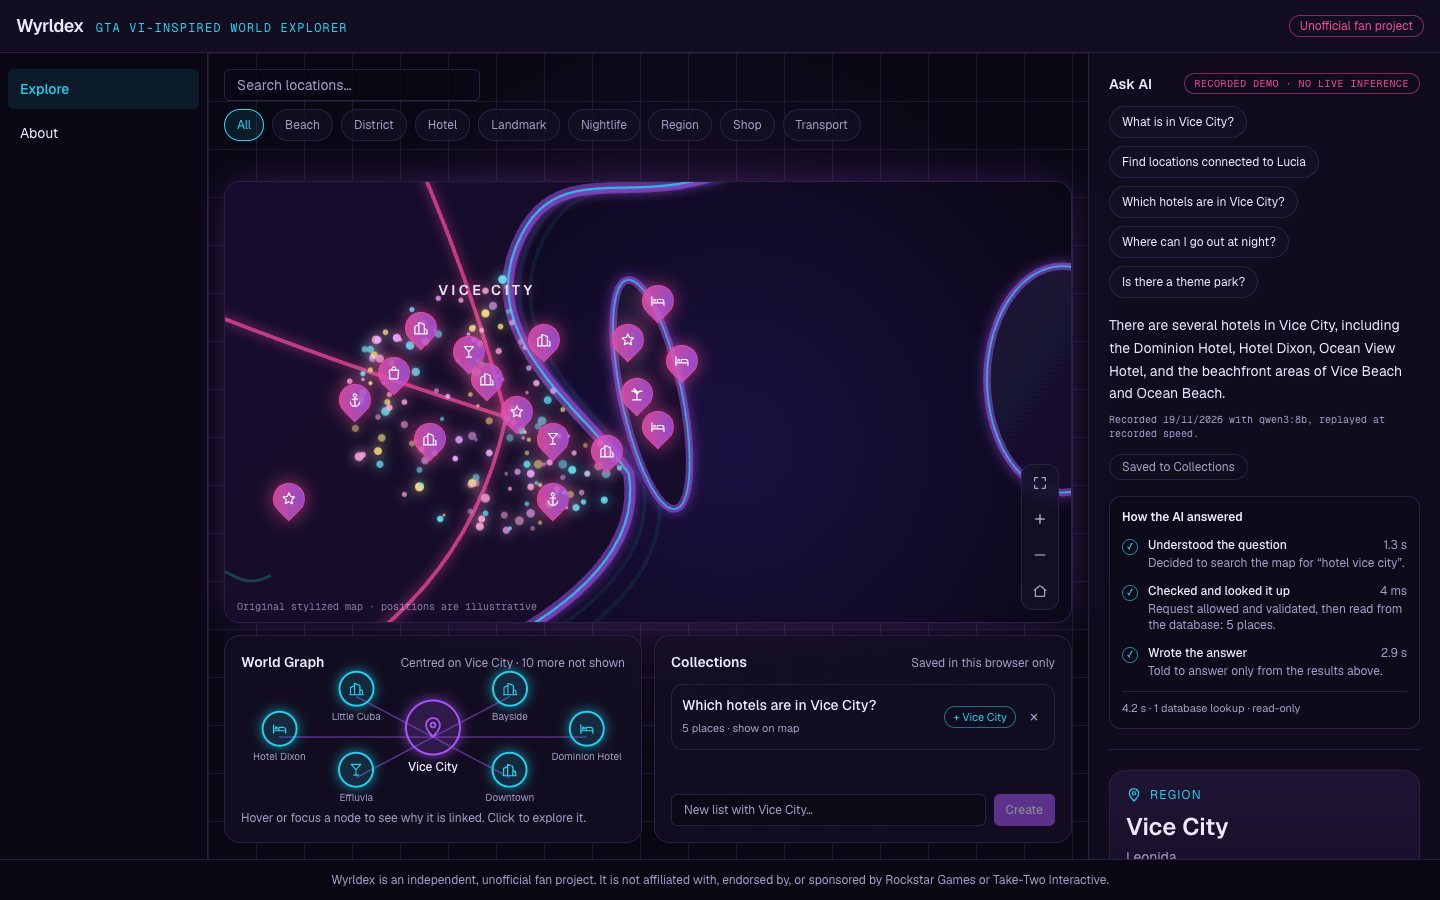 Wyrldex GTA VI-INSPIRED WORLD EXPLORER
Unofficial fan project
Explore
About
Search locations…
All
Beach
District
Hotel
Landmark
Nightlife
Region
Shop
Transport
VICE CITY
Original stylized map · positions are illustrative
World Graph
Centred on Vice City · 10 more not shown
Little Cuba
Bayside
Hotel Dixon
Dominion Hotel
Vice City
Effluvia
Downtown
Hover or focus a node to see why it is linked. Click to explore it.
Collections
Saved in this browser only
Which hotels are in Vice City?
5 places · show on map
+ Vice City
×
New list with Vice City…
Create
Ask AI
RECORDED DEMO · NO LIVE INFERENCE
What is in Vice City?
Find locations connected to Lucia
Which hotels are in Vice City?
Where can I go out at night?
Is there a theme park?
There are several hotels in Vice City, including
the Dominion Hotel, Hotel Dixon, Ocean View
Hotel, and the beachfront areas of Vice Beach
and Ocean Beach.
Recorded 19/11/2026 with qwen3:8b, replayed at
recorded speed.
Saved to Collections
How the AI answered
Understood the question 1.3 s
Decided to search the map for “hotel vice city”.
Checked and looked it up 4 ms
Request allowed and validated, then read from
the database: 5 places.
Wrote the answer 2.9 s
Told to answer only from the results above.
4.2 s · 1 database lookup · read-only
REGION
Vice City
Leonida
Wyrldex is an independent, unofficial fan project. It is not affiliated with, endorsed by, or sponsored by Rockstar Games or Take-Two Interactive.